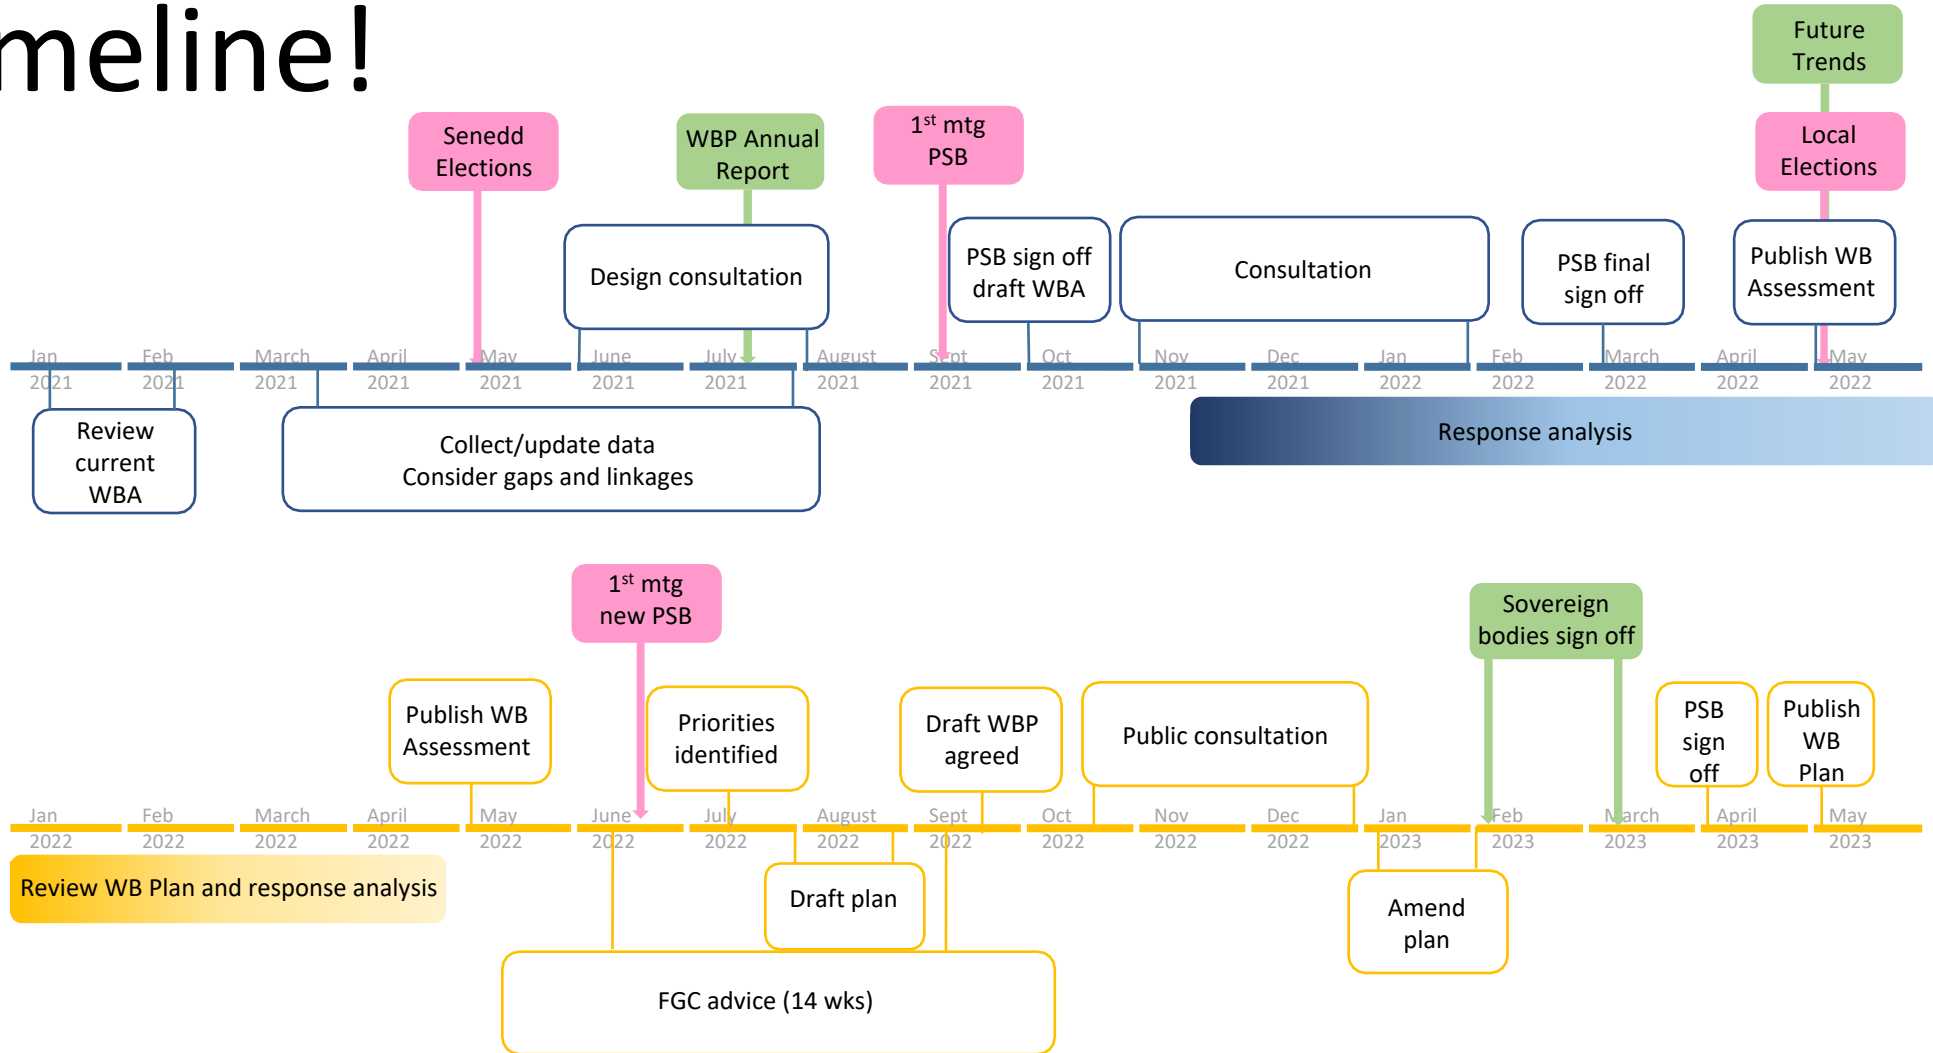 meline!
Future
Trends
Senedd
Elections
WBP Annual
Report
1st mtg
PSB
Local
Elections
Design consultation
PSB sign off
draft WBA
Consultation
PSB final
sign off
Publish WB
Assessment
Jan Feb March April May June July August Sept Oct Nov Dec Jan Feb March April May
2021 2021 2021 2021 2021 2021 2021 2021 2021 2021 2021 2021 2022 2022 2022 2022 2022
Review
current
WBA
Collect/update data
Consider gaps and linkages
Response analysis
1st mtg
new PSB
Sovereign
bodies sign off
Publish WB
Assessment
Priorities
identified
Draft WBP
agreed
Public consultation
PSB
sign
off
Publish
WB
Plan
Jan Feb March April May June July August Sept Oct Nov Dec Jan Feb March April May
2022 2022 2022 2022 2022 2022 2022 2022 2022 2022 2022 2022 2023 2023 2023 2023 2023
Review WB Plan and response analysis
Draft plan
Amend
plan
FGC advice (14 wks)